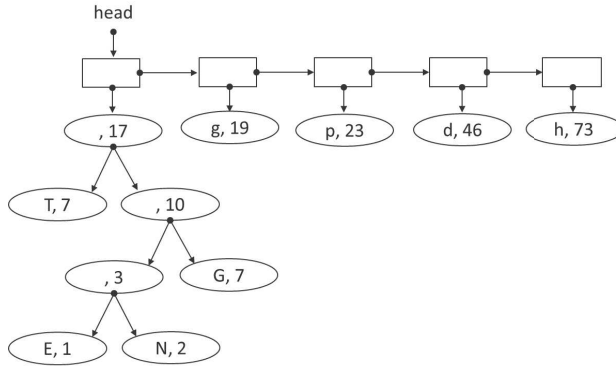 head
, 17
g, 19
p, 23
d, 46
h, 73
T, 7
, 10
, 3
G, 7
E, 1
N, 2